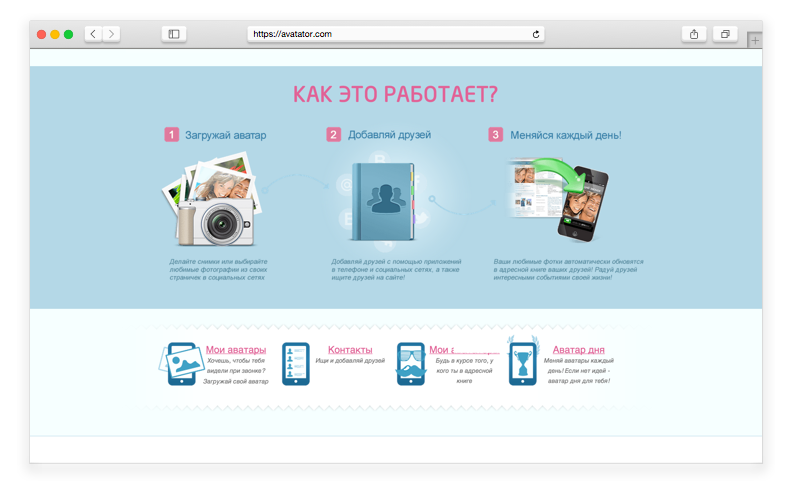 https://avatator.com
КАК ЭТО РАБОТАЕТ?
1 Загружай аватар
2 Добавляй друзей
3 Меняйся каждый день!
Делайте снимки или выбирайте
любимые фотографии из своих
страничек в социальных сетях
Добавляй друзей с помощью приложений
в телефоне и социальных сетях, а также
ищите друзей на сайте!
Ваши любимые фотки автоматически обновятся
в адресной книге ваших друзей! Радуй друзей
интересными событиями своей жизни!
Мои аватары
Хочешь, чтобы тебя
видели при звонке?
Загружай свой аватар
Контакты
Ищи и добавляй друзей
Мои
Будь в курсе того, у
кого ты в адресной
книге
Аватар дня
Меняй аватары каждый
день! Если нет идей -
аватар дня для тебя!